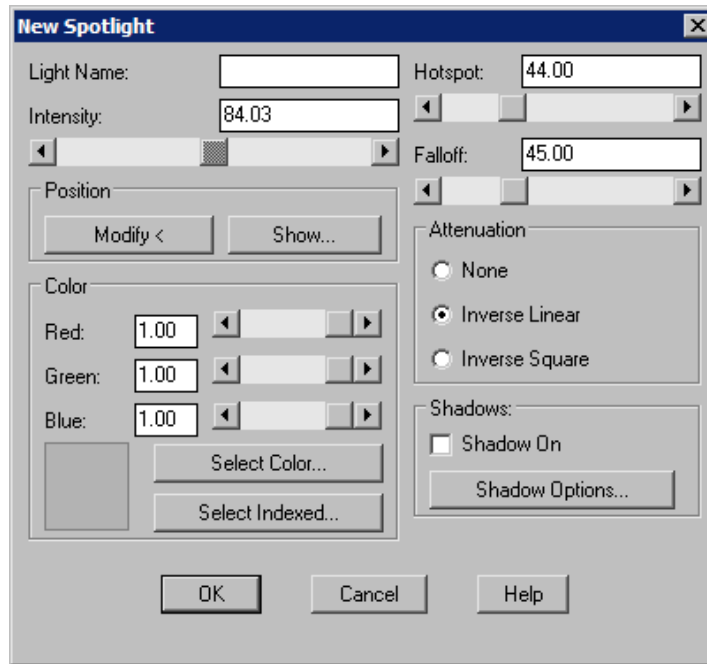 New Spotlight
Light Name:
Intensity: 84.03
Position
Modify <
Show...
Color
Red: 1.00
Green: 1.00
Blue: 1.00
Select Color...
Select Indexed...
Hotspot: 44.00
Falloff: 45.00
Attenuation
None
Inverse Linear
Inverse Square
Shadows:
Shadow On
Shadow Options...
OK
Cancel
Help